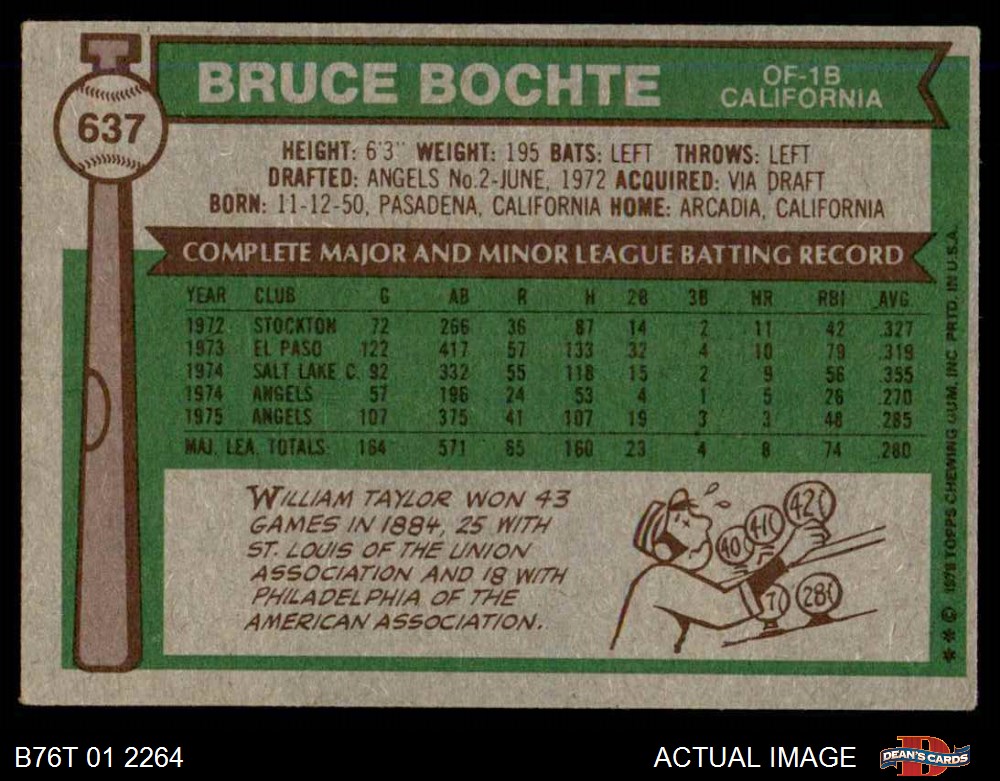 BRUCE BOCHTE
OF-1B
CALIFORNIA
637
HEIGHT: 6'3" WEIGHT: 195 BATS: LEFT THROWS: LEFT
DRAFTED: ANGELS No.2-JUNE, 1972 ACQUIRED: VIA DRAFT
BORN: 11-12-50, PASADENA, CALIFORNIA HOME: ARCADIA, CALIFORNIA
COMPLETE MAJOR AND MINOR LEAGUE BATTING RECORD
YEAR CLUB G AB R H 2B 3B HR RBI AVG.
1972 STOCKTON 72 266 36 87 14 2 11 42 .327
1973 EL PASO 122 417 57 133 32 4 10 79 .319
1974 SALT LAKE C. 92 332 55 118 15 2 9 56 .355
1974 ANGELS 57 196 24 53 4 1 5 26 .270
1975 ANGELS 107 375 41 107 19 3 3 48 .285
MAJ. LEA. TOTALS: 164 571 65 160 23 4 8 74 .280
WILLIAM TAYLOR WON 43
GAMES IN 1884, 25 WITH
ST. LOUIS OF THE UNION
ASSOCIATION AND 18 WITH
PHILADELPHIA OF THE
AMERICAN ASSOCIATION.
40 41 42
7 28
** © 1976 TOPPS CHEWING GUM, INC. PRTD. IN U.S.A.
B76T 01 2264
ACTUAL IMAGE
DEAN'S CARDS